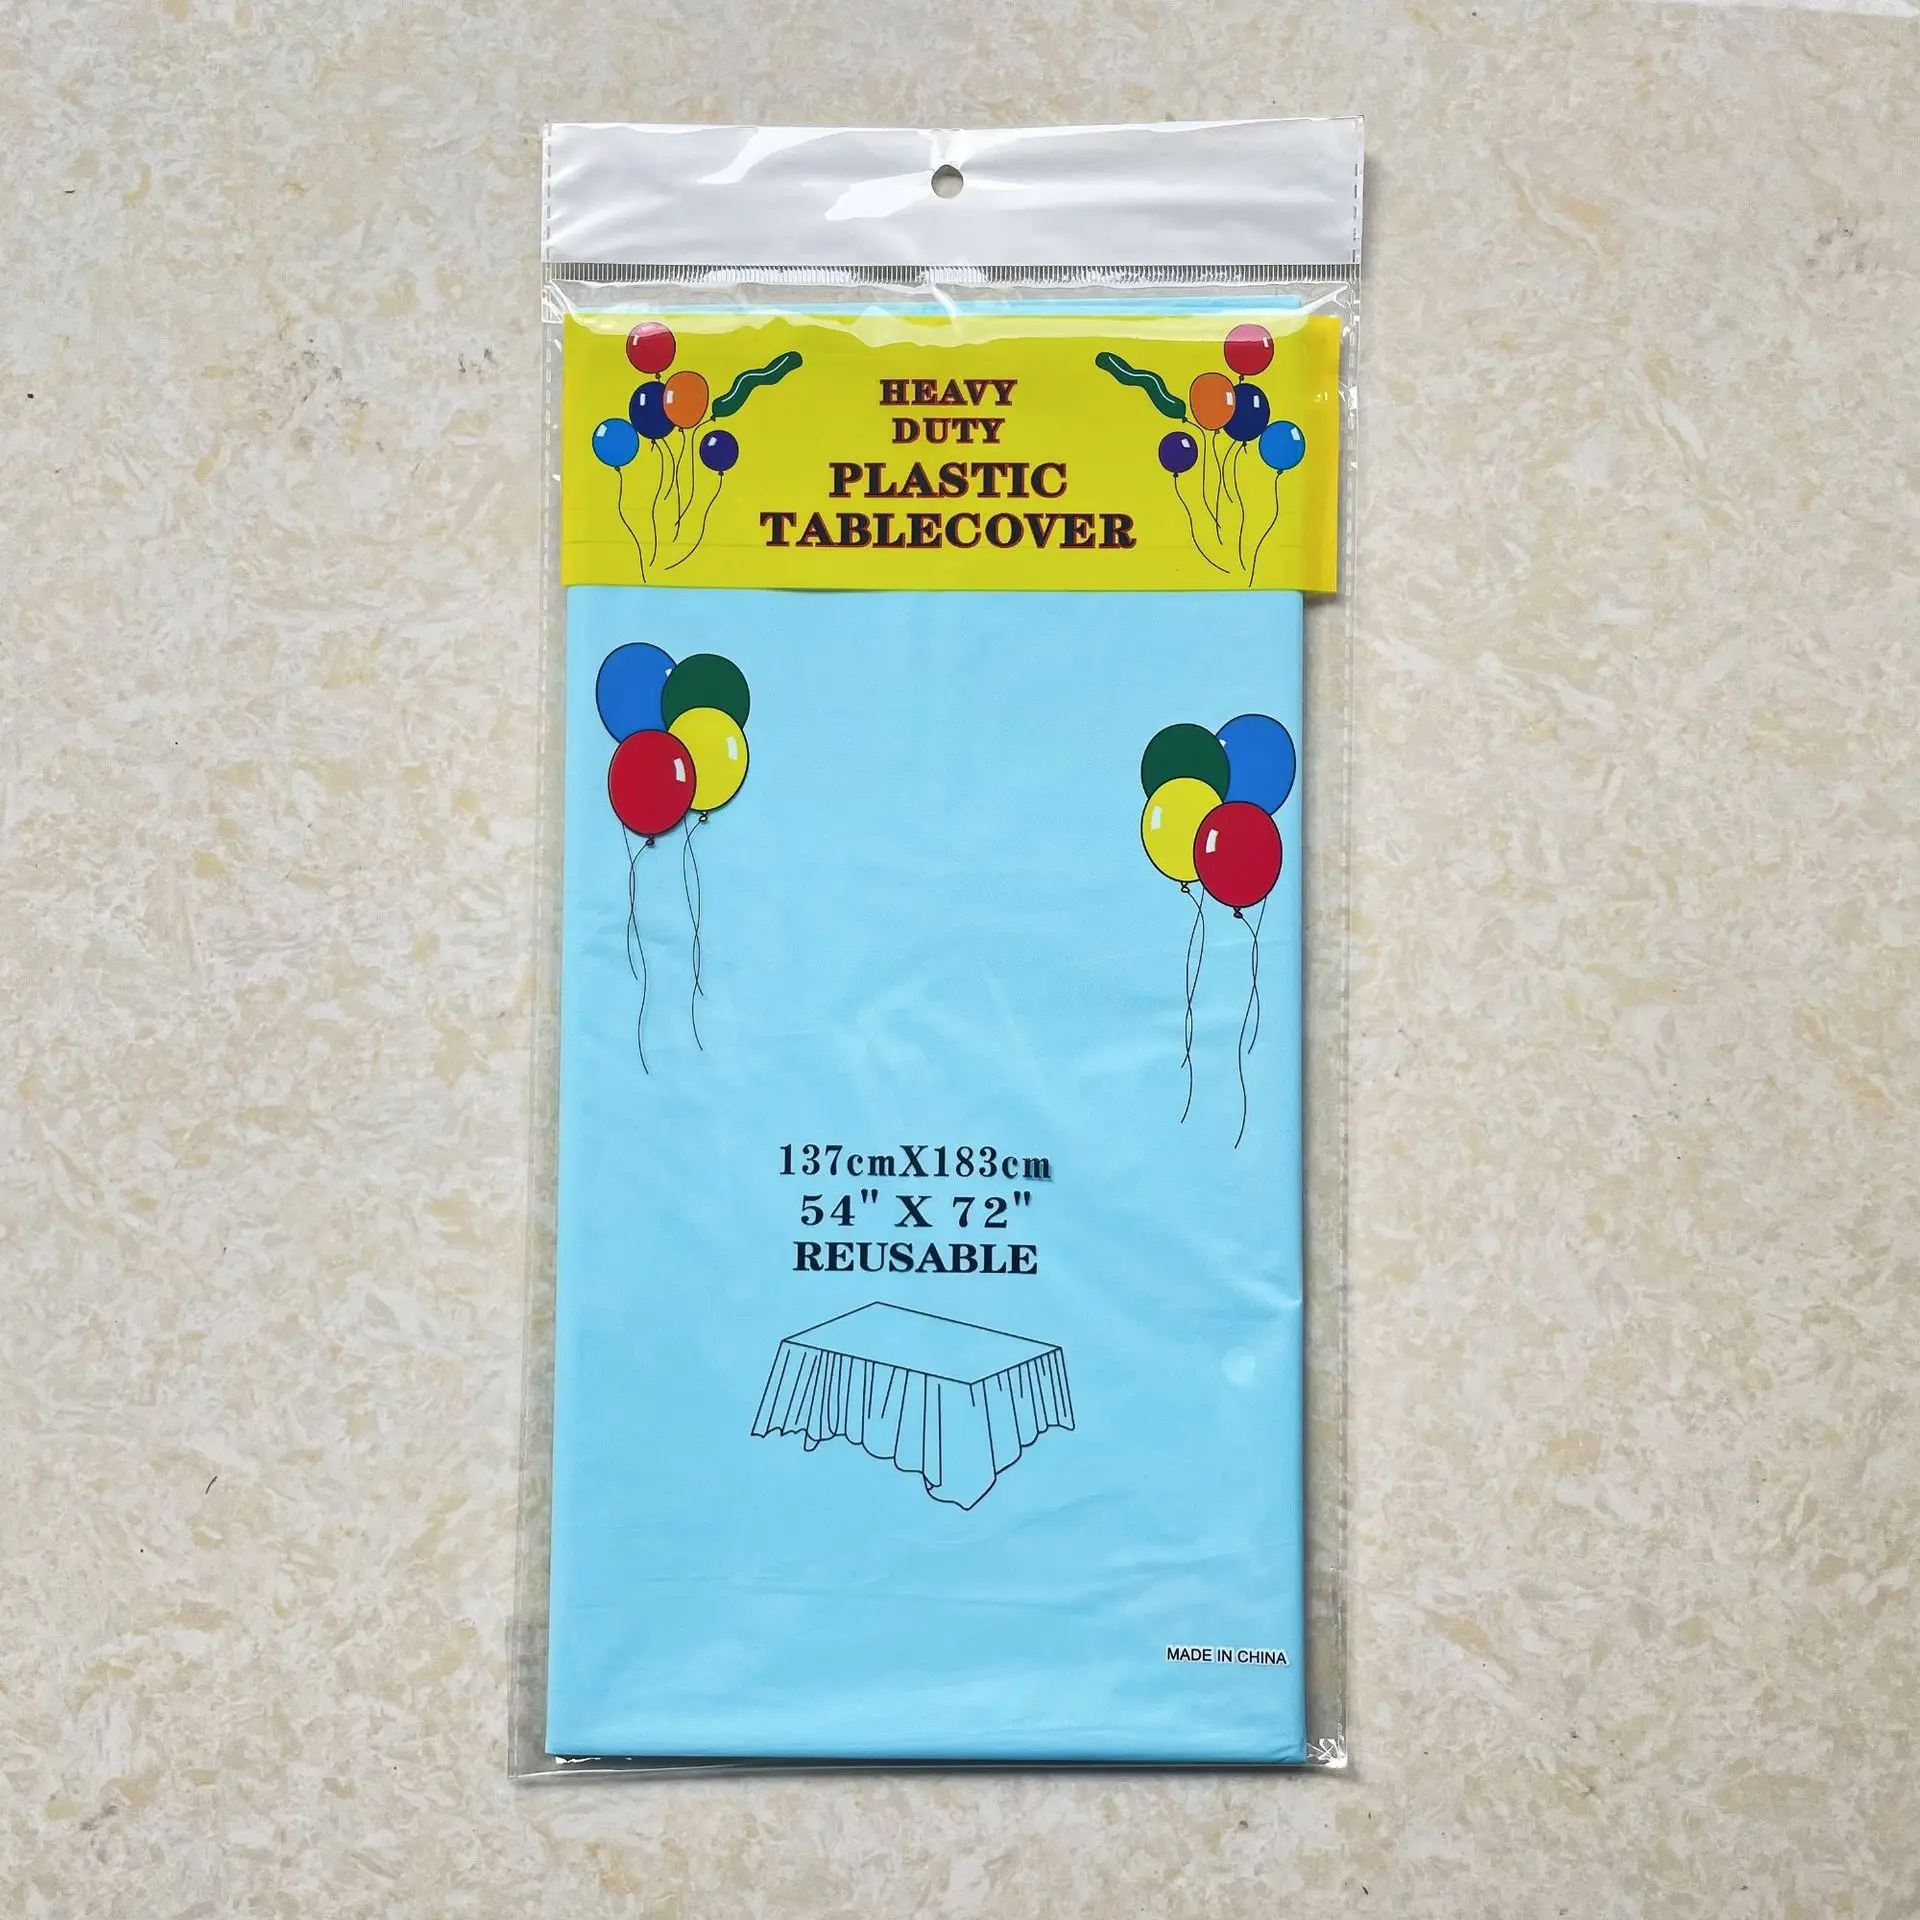 HEAVY
DUTY
PLASTIC
TABLECOVER
137cmX183cm
54" X 72"
REUSABLE
MADE IN CHINA